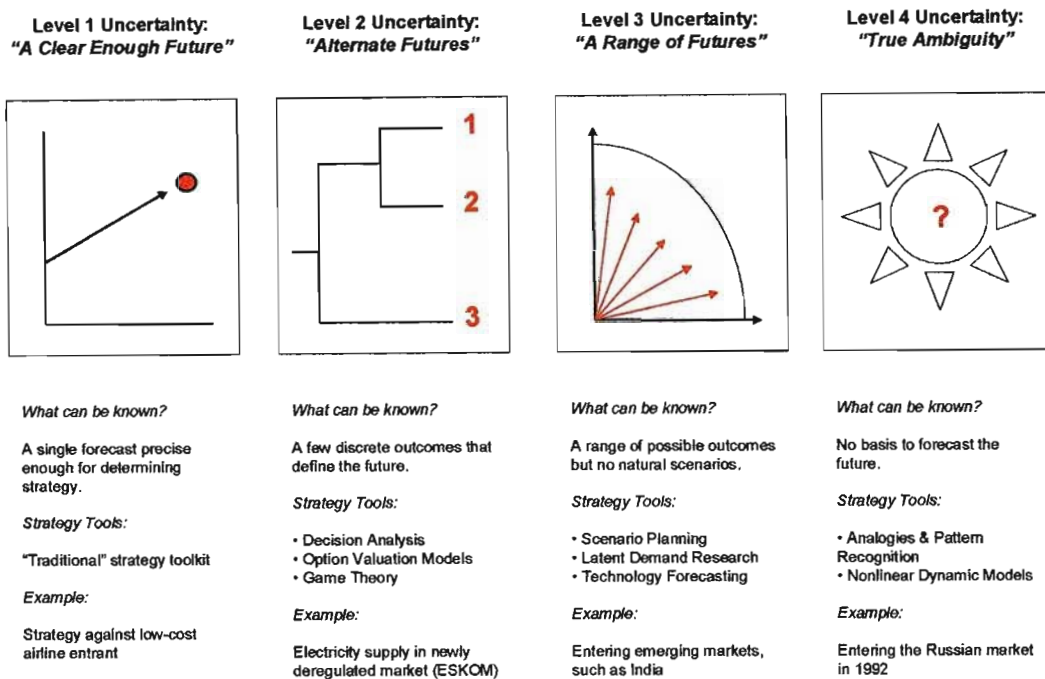 Level 1 Uncertainty:
"A Clear Enough Future"
What can be known?
A single forecast precise
enough for determining
strategy.
Strategy Tools:
"Traditional" strategy toolkit
Example:
Strategy against low-cost
airline entrant
Level 2 Uncertainty:
"Alternate Futures"
1
2
3
What can be known?
A few discrete outcomes that
define the future.
Strategy Tools:
• Decision Analysis
• Option Valuation Models
• Game Theory
Example:
Electricity supply in newly
deregulated market (ESKOM)
Level 3 Uncertainty:
"A Range of Futures"
What can be known?
A range of possible outcomes
but no natural scenarios.
Strategy Tools:
• Scenario Planning
• Latent Demand Research
• Technology Forecasting
Example:
Entering emerging markets,
such as India
Level 4 Uncertainty:
"True Ambiguity"
?
What can be known?
No basis to forecast the
future.
Strategy Tools:
• Analogies & Pattern
Recognition
• Nonlinear Dynamic Models
Example:
Entering the Russian market
in 1992